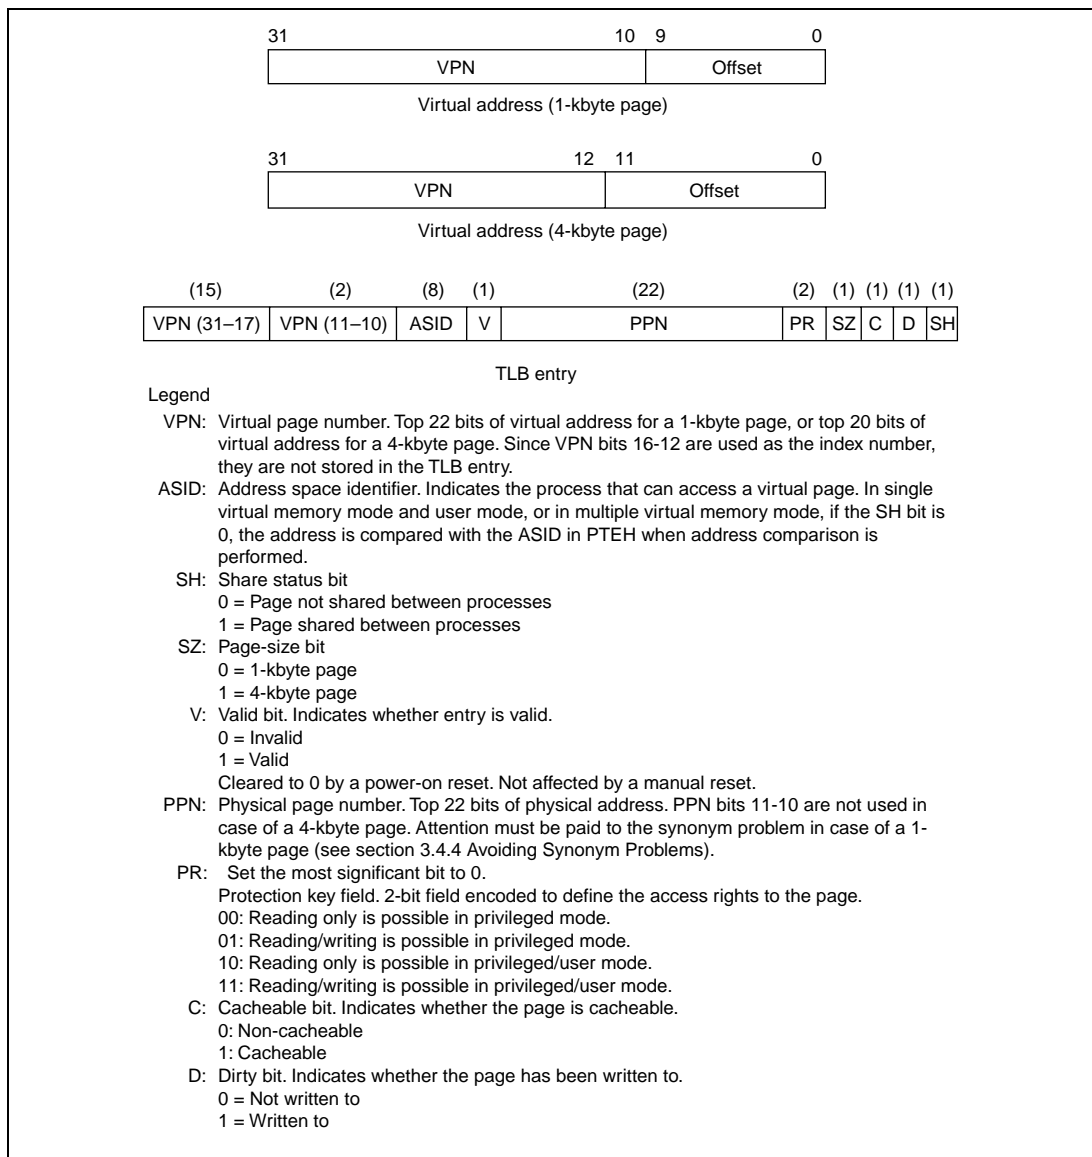 31 10 9 0
VPN Offset
Virtual address (1-kbyte page)
31 12 11 0
VPN Offset
Virtual address (4-kbyte page)
(15) (2) (8) (1) (22) (2) (1) (1) (1) (1)
VPN (31–17) VPN (11–10) ASID V PPN PR SZ C D SH
TLB entry
Legend
VPN: Virtual page number. Top 22 bits of virtual address for a 1-kbyte page, or top 20 bits of
virtual address for a 4-kbyte page. Since VPN bits 16-12 are used as the index number,
they are not stored in the TLB entry.
ASID: Address space identifier. Indicates the process that can access a virtual page. In single
virtual memory mode and user mode, or in multiple virtual memory mode, if the SH bit is
0, the address is compared with the ASID in PTEH when address comparison is
performed.
SH: Share status bit
0 = Page not shared between processes
1 = Page shared between processes
SZ: Page-size bit
0 = 1-kbyte page
1 = 4-kbyte page
V: Valid bit. Indicates whether entry is valid.
0 = Invalid
1 = Valid
Cleared to 0 by a power-on reset. Not affected by a manual reset.
PPN: Physical page number. Top 22 bits of physical address. PPN bits 11-10 are not used in
case of a 4-kbyte page. Attention must be paid to the synonym problem in case of a 1-
kbyte page (see section 3.4.4 Avoiding Synonym Problems).
PR: Set the most significant bit to 0.
Protection key field. 2-bit field encoded to define the access rights to the page.
00: Reading only is possible in privileged mode.
01: Reading/writing is possible in privileged mode.
10: Reading only is possible in privileged/user mode.
11: Reading/writing is possible in privileged/user mode.
C: Cacheable bit. Indicates whether the page is cacheable.
0: Non-cacheable
1: Cacheable
D: Dirty bit. Indicates whether the page has been written to.
0 = Not written to
1 = Written to